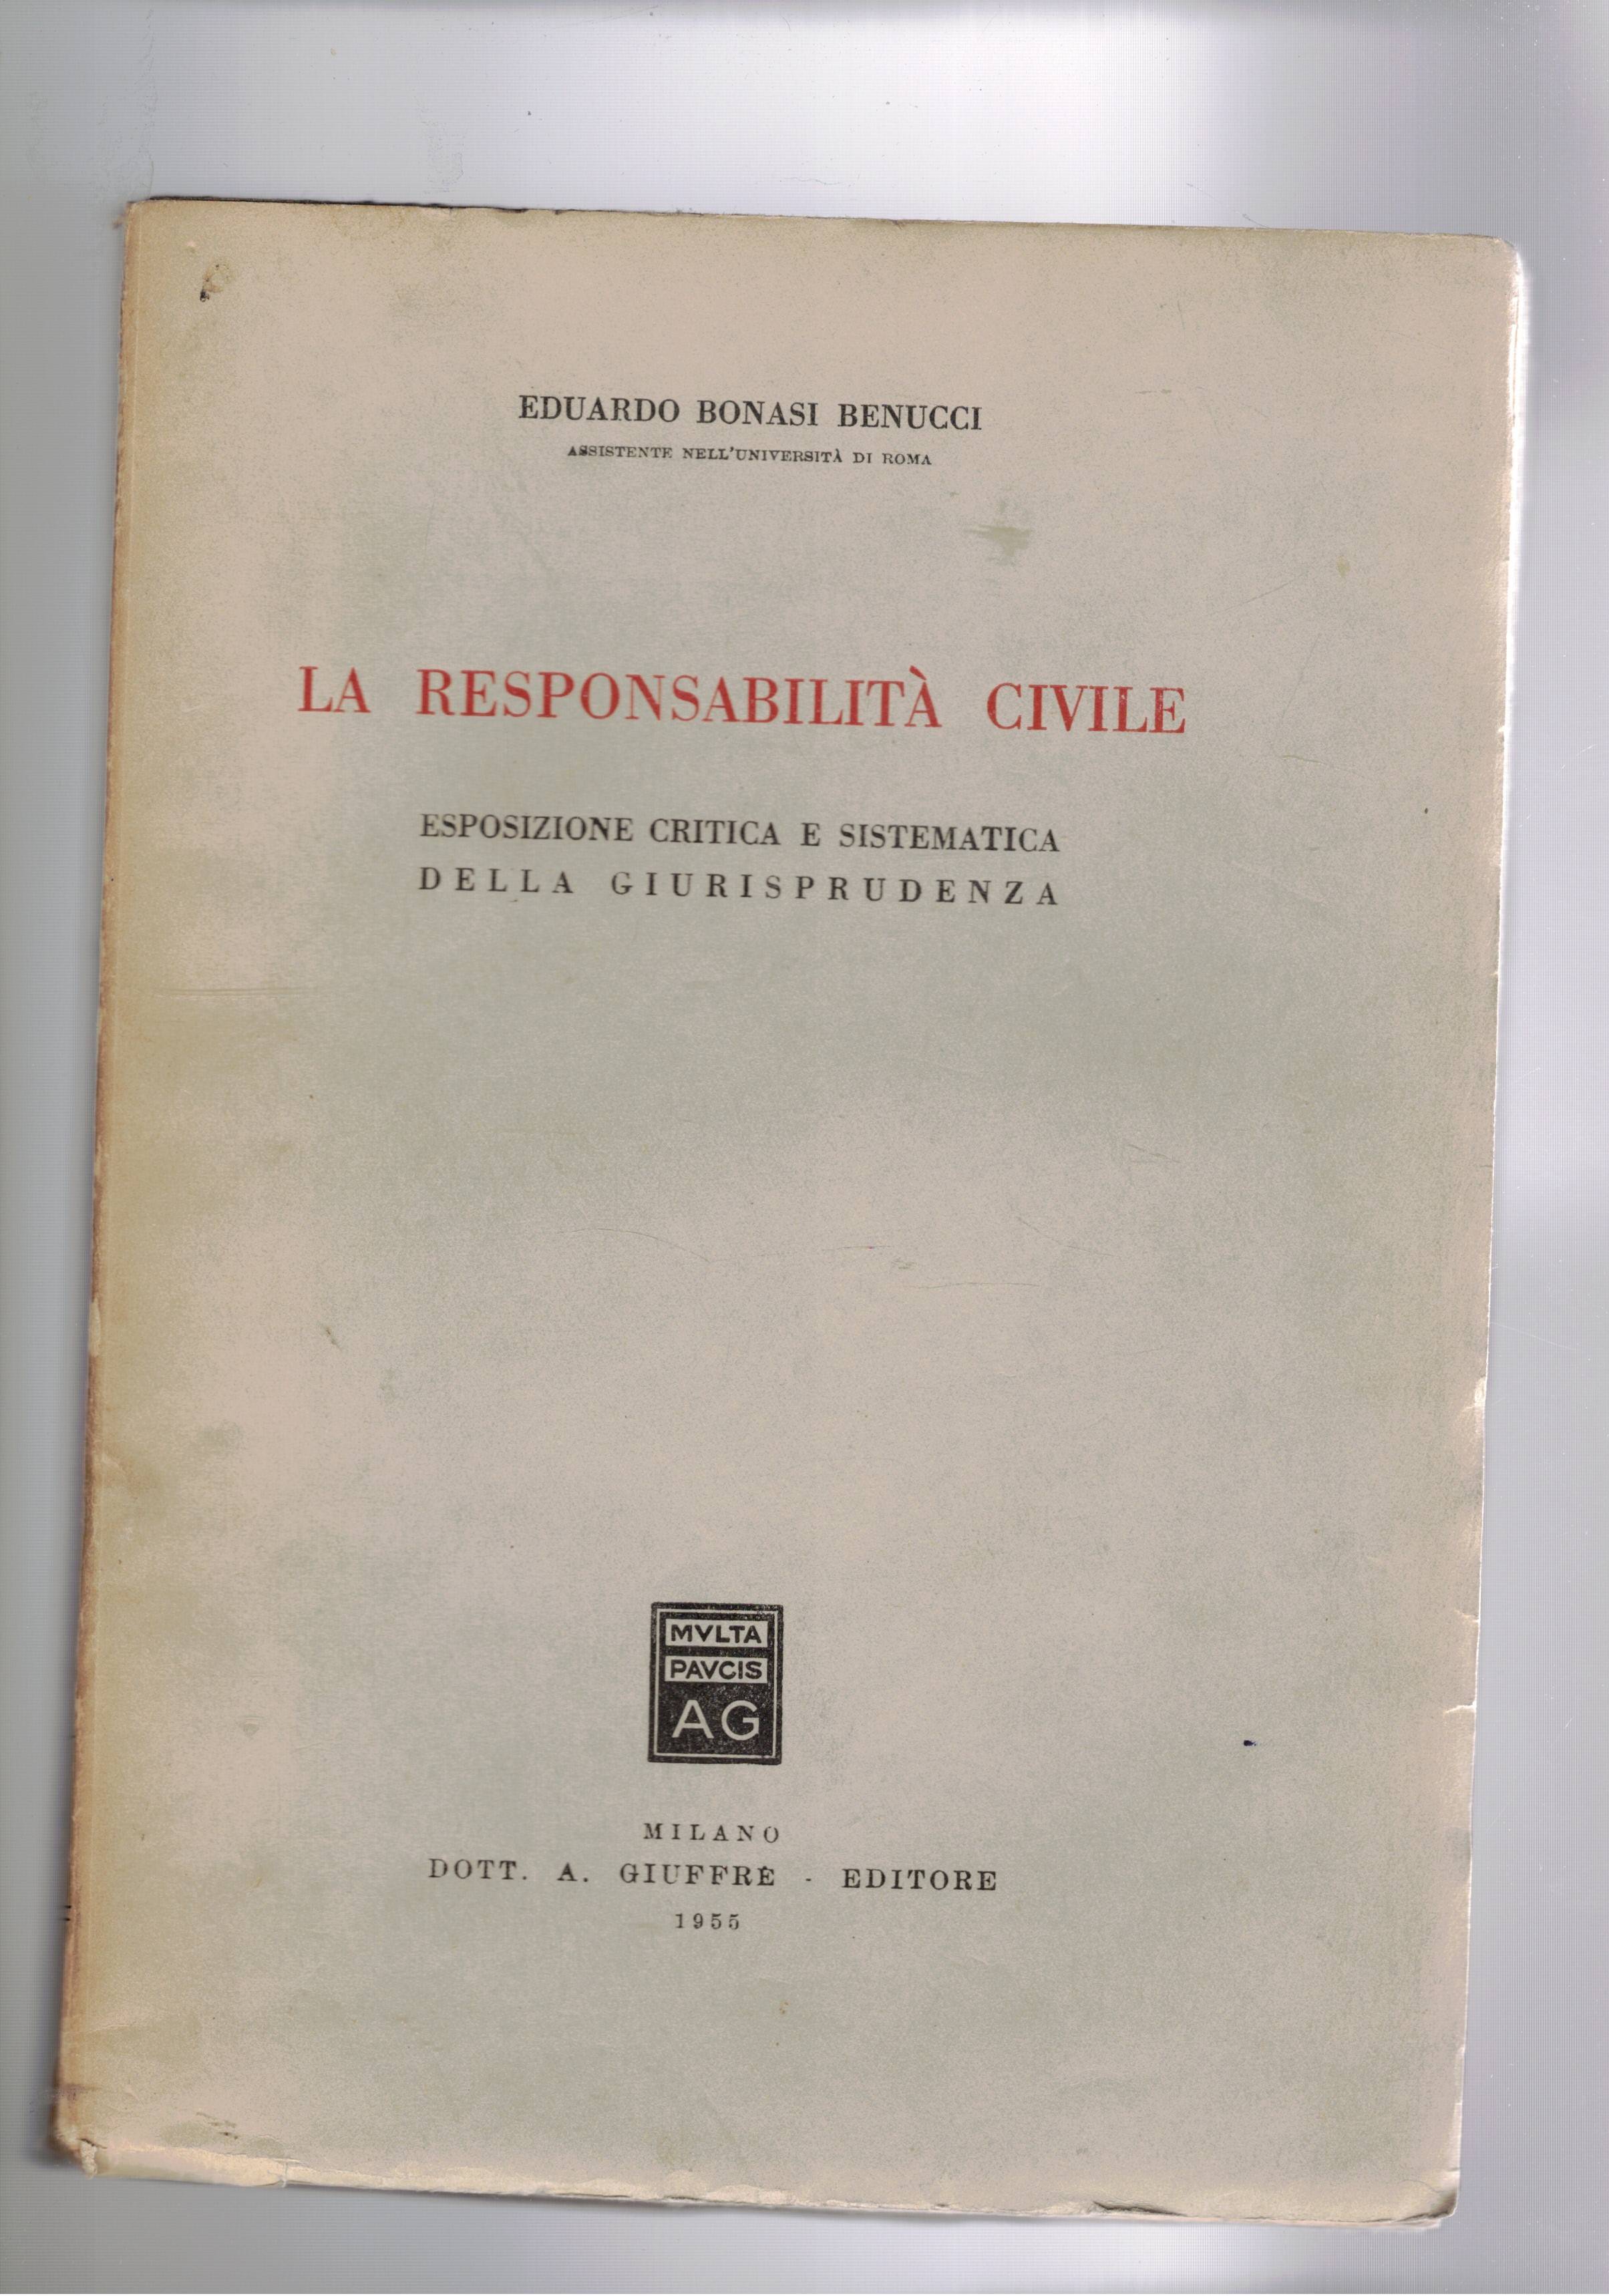 EDUARDO BONASI BENUCCI
ASSISTENTE NELL'UNIVERSITÀ DI ROMA
LA RESPONSABILITÀ CIVILE
ESPOSIZIONE CRITICA E SISTEMATICA
DELLA GIURISPRUDENZA
MVLTA
PAVCIS
AG
MILANO
DOTT. A. GIUFFRÈ - EDITORE
1955